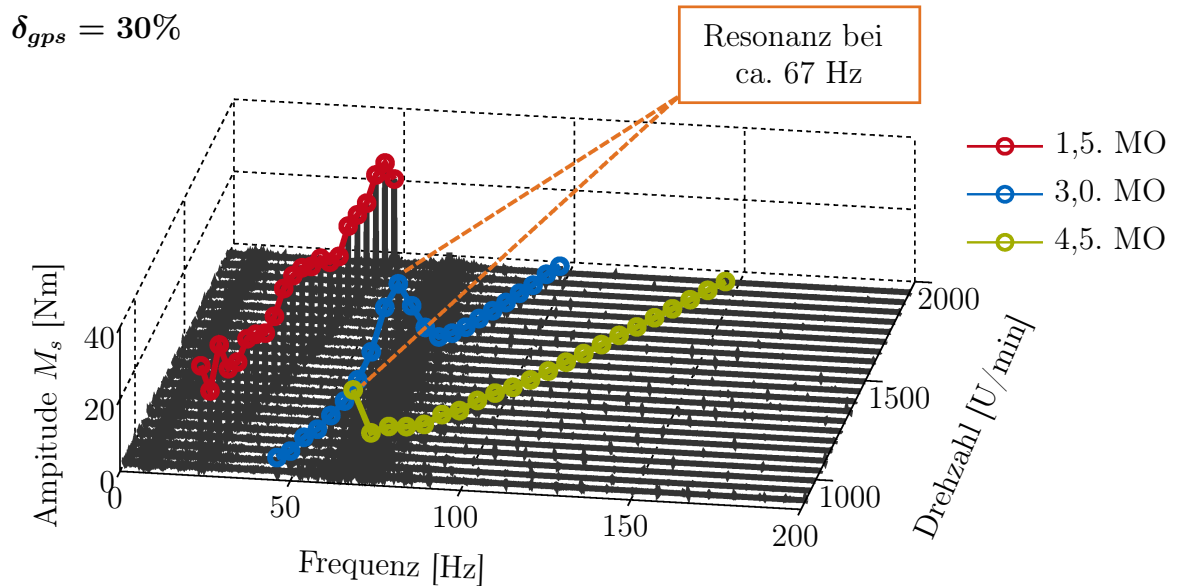 δ_gps = 30%
Resonanz bei
ca. 67 Hz
1,5. MO
3,0. MO
4,5. MO
Amplitude M_s [Nm]
40
20
0
0
50
100
150
200
Frequenz [Hz]
1000
1500
2000
Drehzahl [U/min]